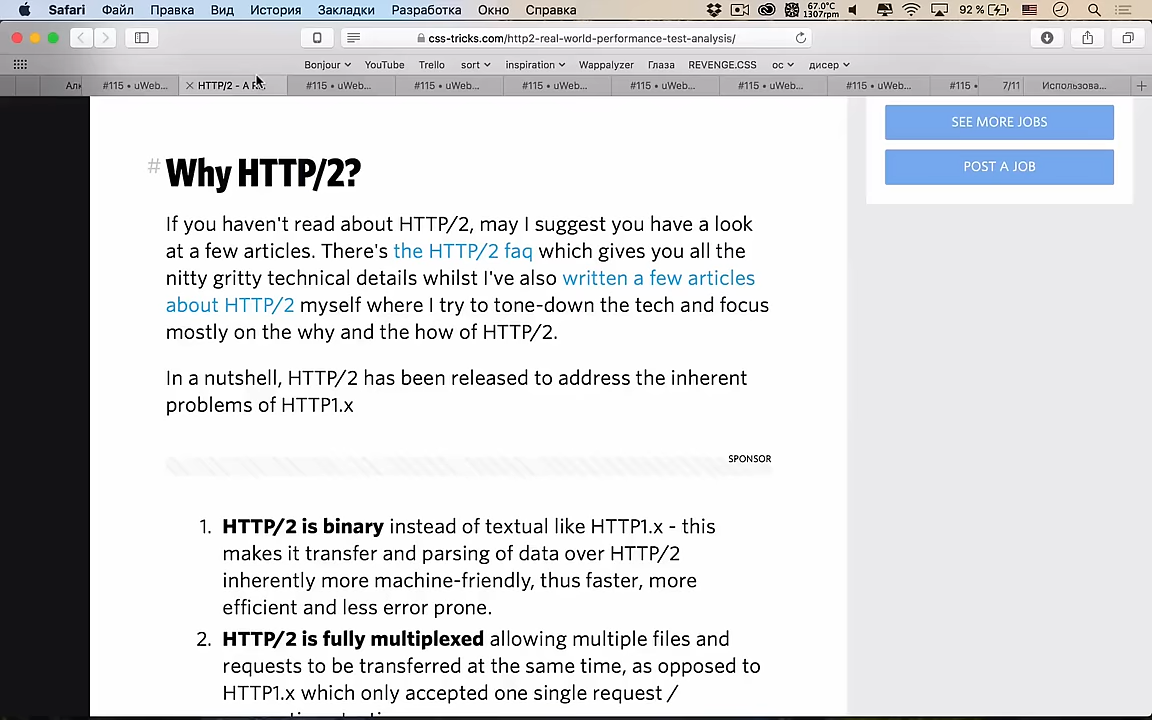 Safari Файл Правка Вид История Закладки Разработка Окно Справка 67.0°C 1307rpm 92 %
css-tricks.com/http2-real-world-performance-test-analysis/
Bonjour YouTube Trello sort inspiration Wappalyzer Глаза REVENGE.CSS ос дисер
#115 • uWeb... HTTP/2 - A R #115 • uWeb... #115 • uWeb... #115 • uWeb... #115 • uWeb... #115 • uWeb... #115 • uWeb... #115 • 7/11 Использова...
SEE MORE JOBS
POST A JOB
# Why HTTP/2?
If you haven't read about HTTP/2, may I suggest you have a look
at a few articles. There's the HTTP/2 faq which gives you all the
nitty gritty technical details whilst I've also written a few articles
about HTTP/2 myself where I try to tone-down the tech and focus
mostly on the why and the how of HTTP/2.
In a nutshell, HTTP/2 has been released to address the inherent
problems of HTTP1.x
SPONSOR
1. HTTP/2 is binary instead of textual like HTTP1.x - this
makes it transfer and parsing of data over HTTP/2
inherently more machine-friendly, thus faster, more
efficient and less error prone.
2. HTTP/2 is fully multiplexed allowing multiple files and
requests to be transferred at the same time, as opposed to
HTTP1.x which only accepted one single request /